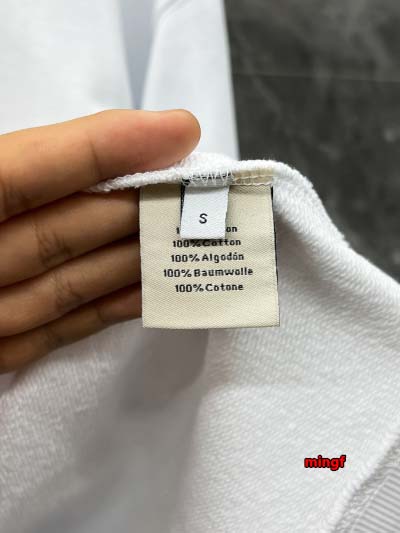 S
100% Cotton
100% Algodón
100% Baumwolle
100% Cotone
mingf